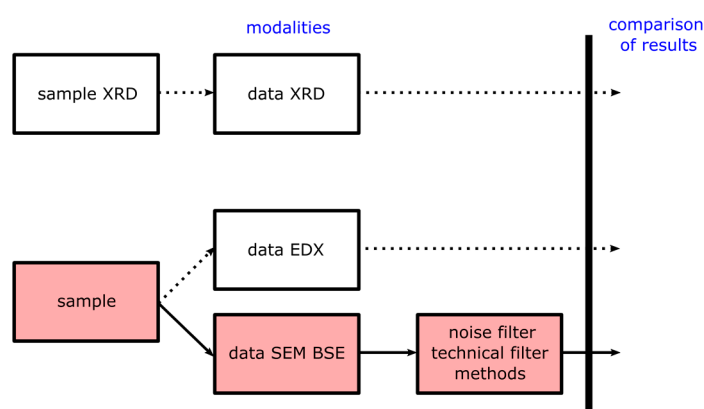 modalities
comparison
of results
sample XRD
data XRD
data EDX
sample
data SEM BSE
noise filter
technical filter
methods